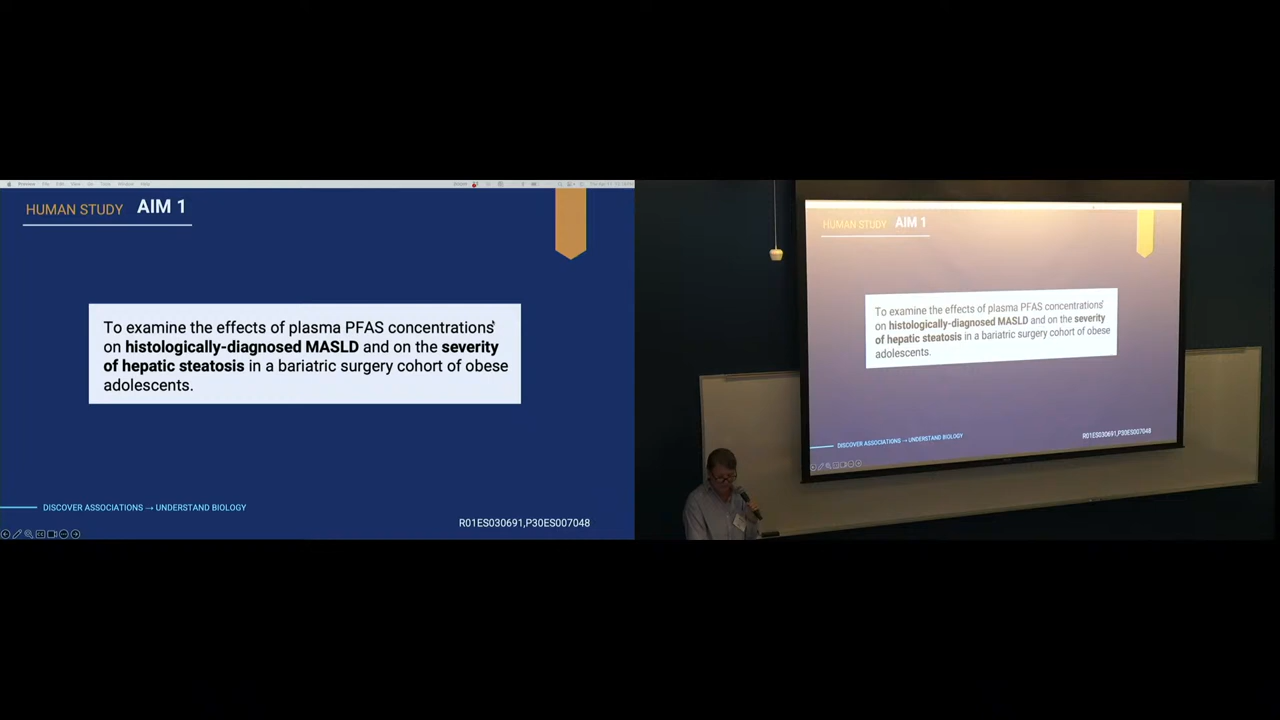 HUMAN STUDY AIM 1
To examine the effects of plasma PFAS concentrations
on histologically-diagnosed MASLD and on the severity
of hepatic steatosis in a bariatric surgery cohort of obese
adolescents.
DISCOVER ASSOCIATIONS → UNDERSTAND BIOLOGY
R01ES030691,P30ES007048
HUMAN STUDY AIM 1
To examine the effects of plasma PFAS concentrations
on histologically-diagnosed MASLD and on the severity
of hepatic steatosis in a bariatric surgery cohort of obese
adolescents.
DISCOVER ASSOCIATIONS → UNDERSTAND BIOLOGY
R01ES030691,P30ES007048